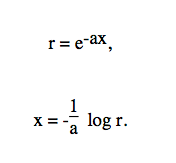 r = e^-ax,
x = -1/a log r.